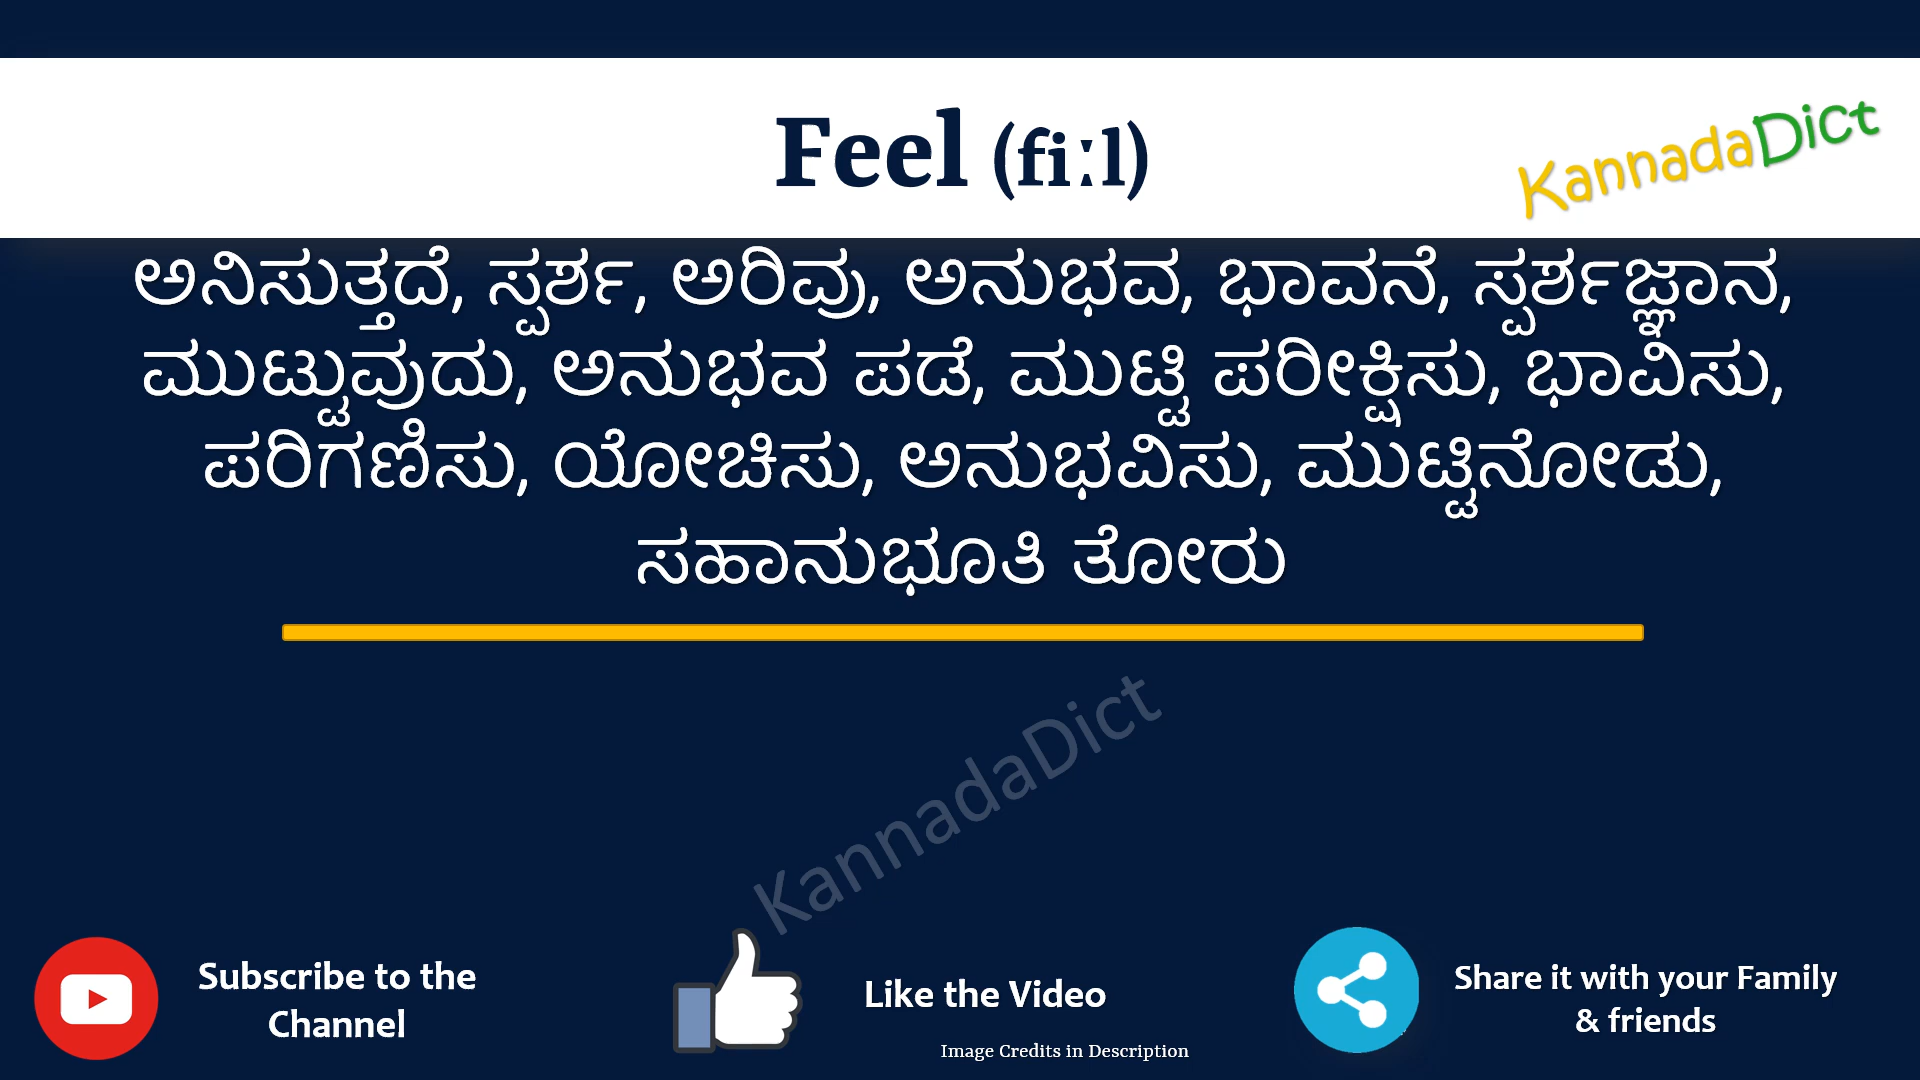 Feel (fiːl)
KannadaDict
ಅನಿಸುತ್ತದೆ, ಸ್ಪರ್ಶ, ಅರಿವು, ಅನುಭವ, ಭಾವನೆ, ಸ್ಪರ್ಶಜ್ಞಾನ,
ಮುಟ್ಟುವುದು, ಅನುಭವ ಪಡೆ, ಮುಟ್ಟಿ ಪರೀಕ್ಷಿಸು, ಭಾವಿಸು,
ಪರಿಗಣಿಸು, ಯೋಚಿಸು, ಅನುಭವಿಸು, ಮುಟ್ಟಿನೋಡು,
ಸಹಾನುಭೂತಿ ತೋರು
KannadaDict
Subscribe to the
Channel
Like the Video
Share it with your Family
& friends
Image Credits in Description